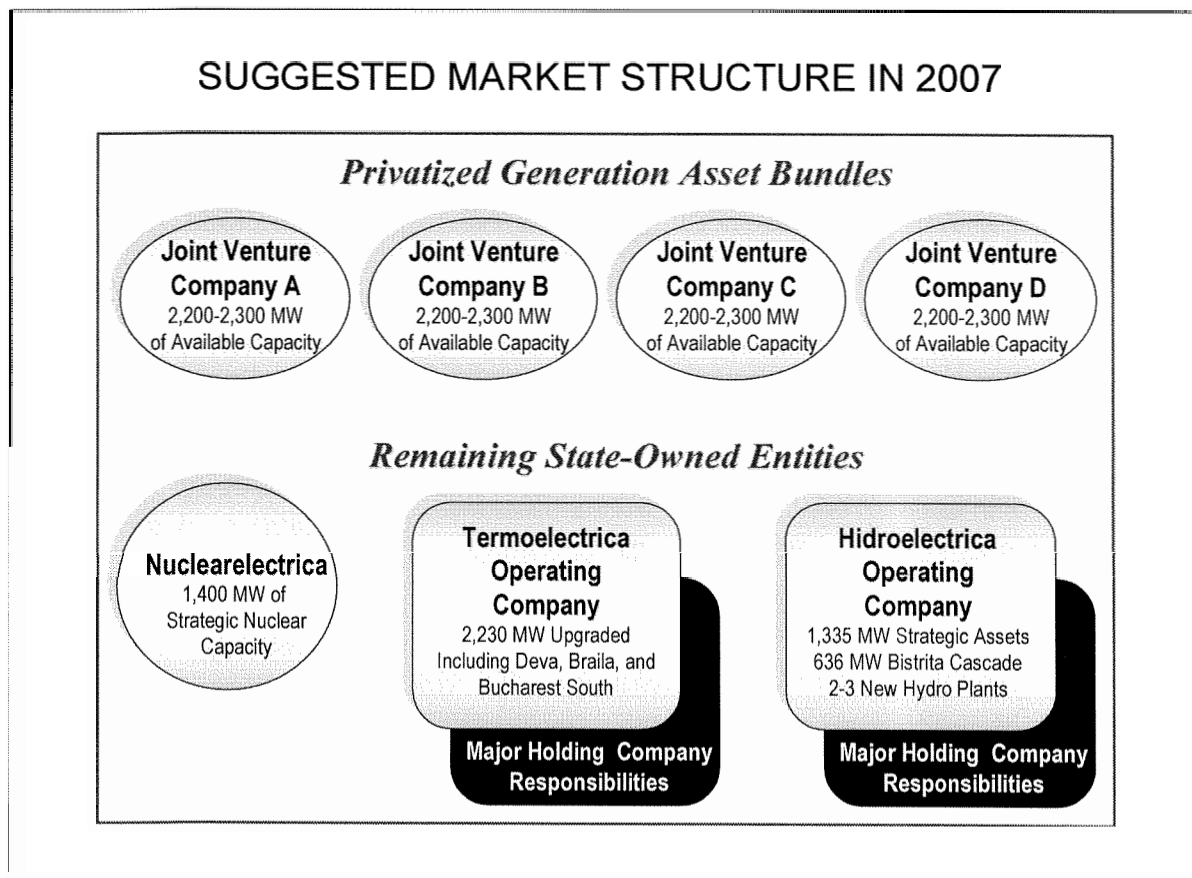 SUGGESTED MARKET STRUCTURE IN 2007
Privatized Generation Asset Bundles
Joint Venture
Company A
2,200-2,300 MW
of Available Capacity
Joint Venture
Company B
2,200-2,300 MW
of Available Capacity
Joint Venture
Company C
2,200-2,300 MW
of Available Capacity
Joint Venture
Company D
2,200-2,300 MW
of Available Capacity
Remaining State-Owned Entities
Nuclearelectrica
1,400 MW of
Strategic Nuclear
Capacity
Termoelectrica
Operating
Company
2,230 MW Upgraded
Including Deva, Braila, and
Bucharest South
Major Holding Company
Responsibilities
Hidroelectrica
Operating
Company
1,335 MW Strategic Assets
636 MW Bistrita Cascade
2-3 New Hydro Plants
Major Holding Company
Responsibilities